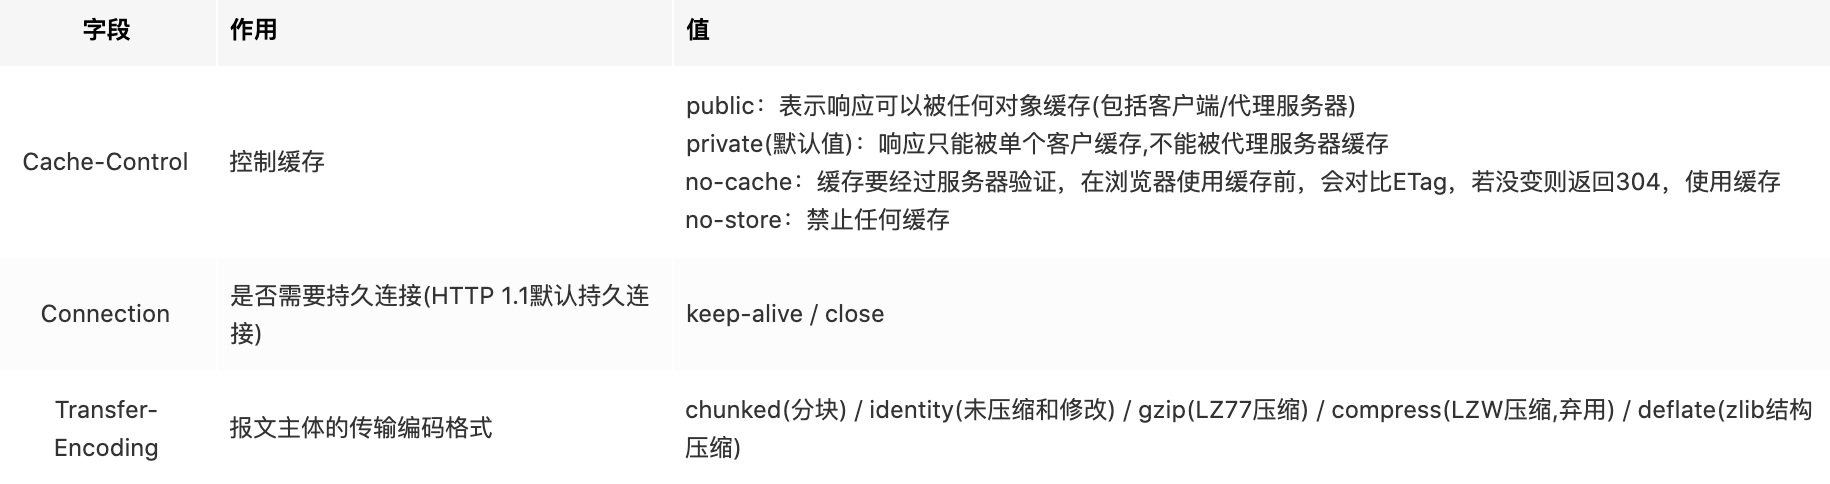 字段 作用 值
Cache-Control 控制缓存
public：表示响应可以被任何对象缓存(包括客户端/代理服务器)
private(默认值)：响应只能被单个客户缓存,不能被代理服务器缓存
no-cache：缓存要经过服务器验证，在浏览器使用缓存前，会对比ETag，若没变则返回304，使用缓存
no-store：禁止任何缓存
Connection
是否需要持久连接(HTTP 1.1默认持久连
接)
keep-alive / close
Transfer-
Encoding
报文主体的传输编码格式
chunked(分块) / identity(未压缩和修改) / gzip(LZ77压缩) / compress(LZW压缩,弃用) / deflate(zlib结构
压缩)